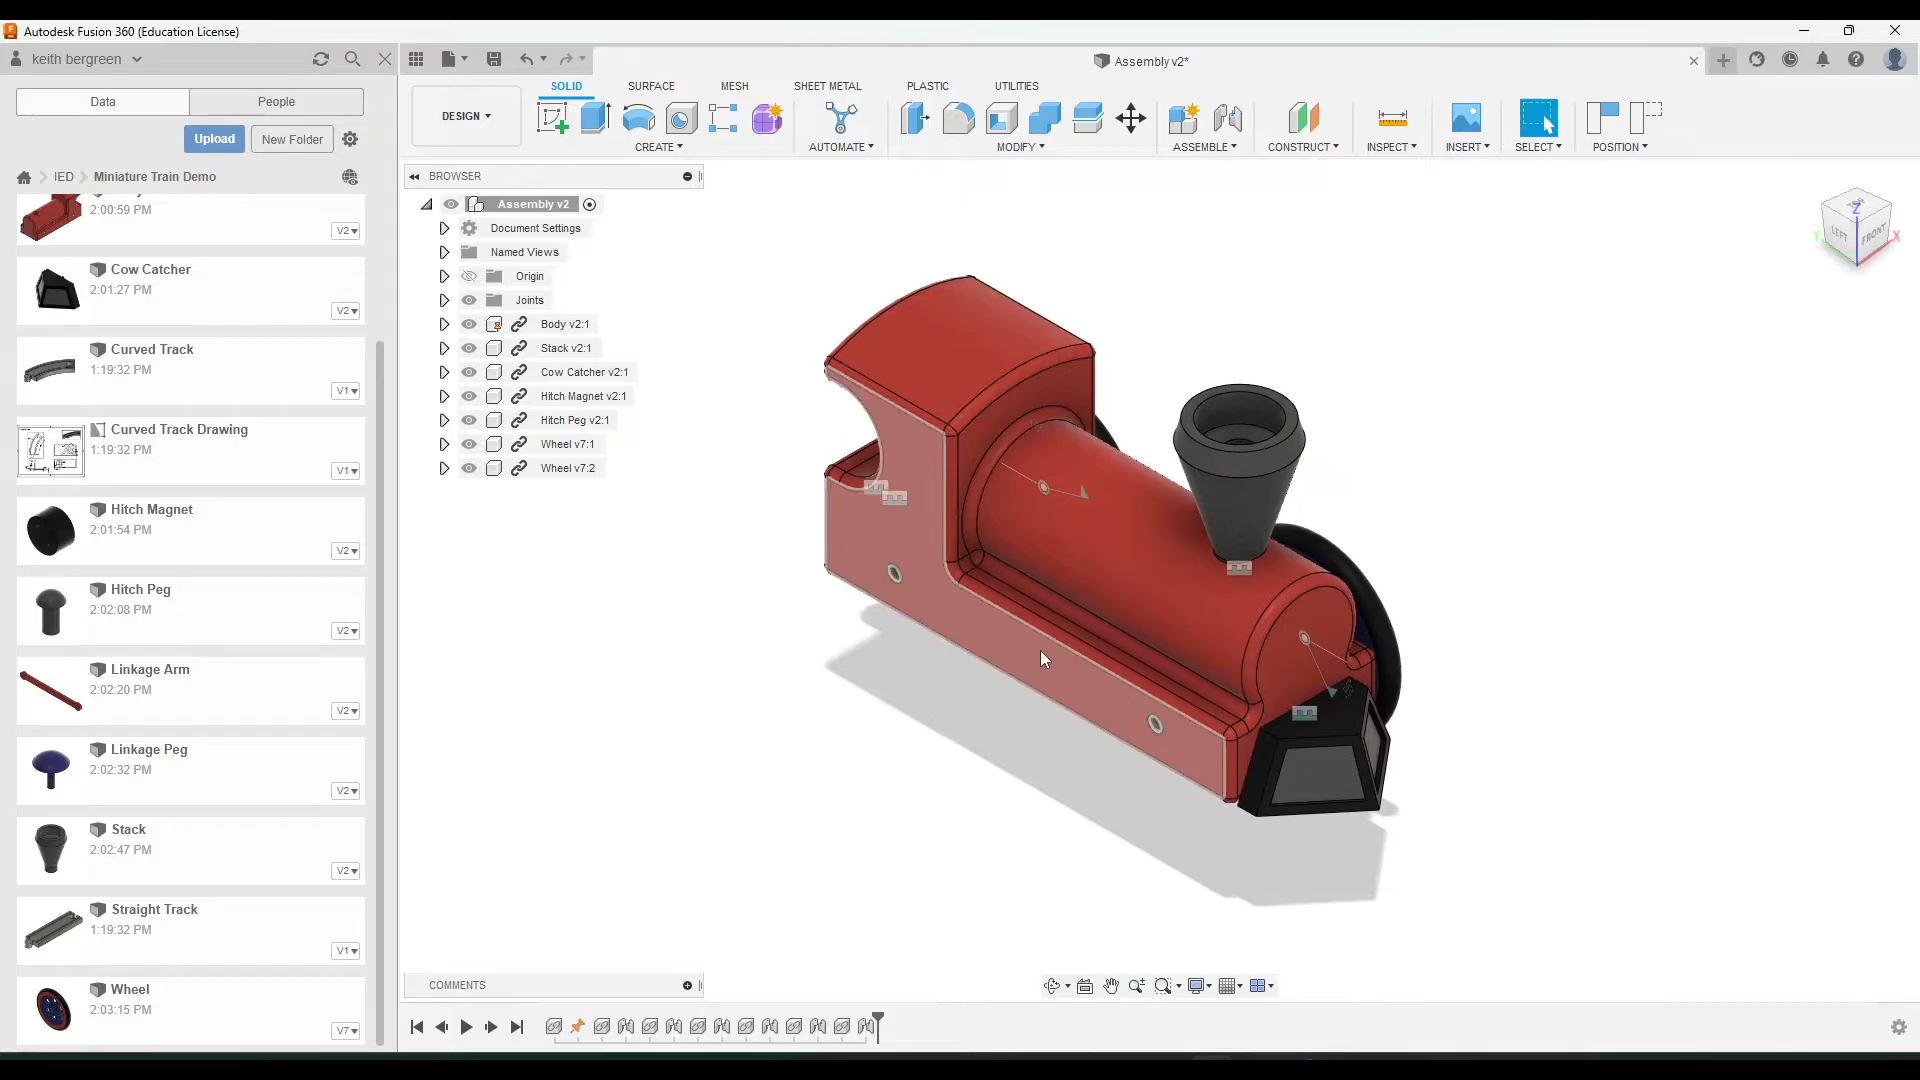 Autodesk Fusion 360 (Education License)
keith bergreen
Assembly v2*
Data
People
Upload
New Folder
IED
Miniature Train Demo
2:00:59 PM
V2
Cow Catcher
2:01:27 PM
V2
Curved Track
1:19:32 PM
V1
Curved Track Drawing
1:19:32 PM
V1
Hitch Magnet
2:01:54 PM
V2
Hitch Peg
2:02:08 PM
V2
Linkage Arm
2:02:20 PM
V2
Linkage Peg
2:02:32 PM
V2
Stack
2:02:47 PM
V2
Straight Track
1:19:32 PM
V1
Wheel
2:03:15 PM
V7
DESIGN
SOLID
SURFACE
MESH
SHEET METAL
PLASTIC
UTILITIES
CREATE
AUTOMATE
MODIFY
ASSEMBLE
CONSTRUCT
INSPECT
INSERT
SELECT
POSITION
BROWSER
Assembly v2
Document Settings
Named Views
Origin
Joints
Body v2:1
Stack v2:1
Cow Catcher v2:1
Hitch Magnet v2:1
Hitch Peg v2:1
Wheel v7:1
Wheel v7:2
Z
LEFT
FRONT
Y
X
COMMENTS